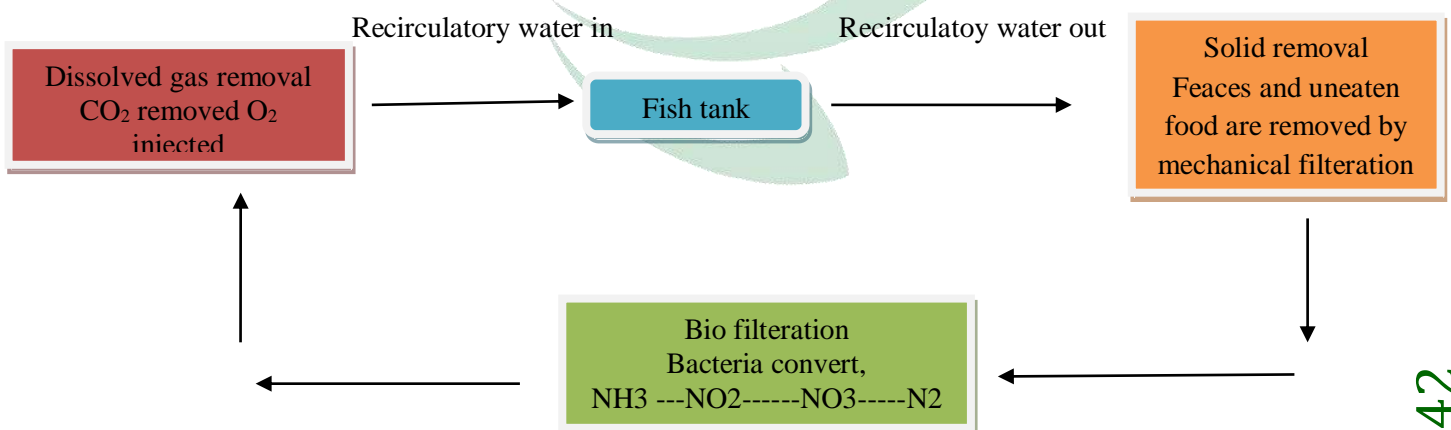 Recirculatory water in
Recirculatoy water out
Dissolved gas removal
CO₂ removed O₂
injected
Fish tank
Solid removal
Feaces and uneaten
food are removed by
mechanical filteration
Bio filteration
Bacteria convert,
NH3 ---NO2------NO3-----N2
42